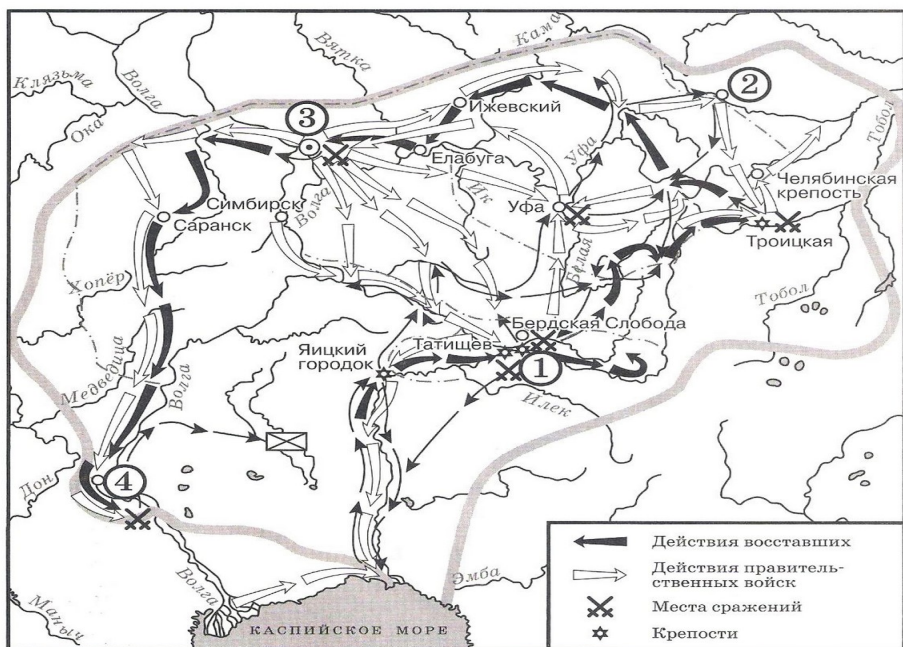 Клязьма
Волга
Вятка
Кама
Ока
②
③
Ижевский
Тобол
Елабуга
Уфа
Челябинская
крепость
Симбирск
Волга
Ик
Уфа
Саранск
Белая
Троицкая
Хопёр
Тобол
Бердская Слобода
Татищев
Яицкий
городок
①
Медведица
Волга
Илек
Дон
④
Волга
Эмба
Маныч
КАСПИЙСКОЕ МОРЕ
Действия восставших
Действия правитель-
ственных войск
Места сражений
Крепости